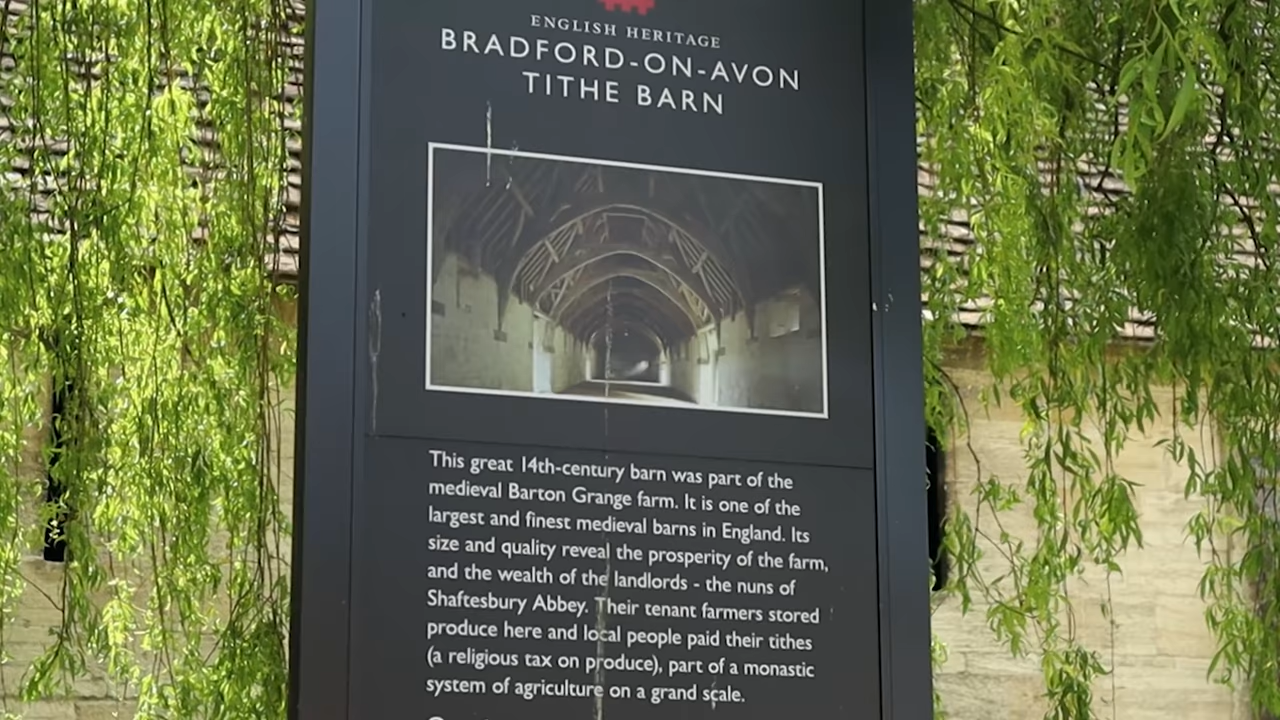 ENGLISH HERITAGE
BRADFORD-ON-AVON
TITHE BARN
This great 14th-century barn was part of the
medieval Barton Grange farm. It is one of the
largest and finest medieval barns in England. Its
size and quality reveal the prosperity of the farm,
and the wealth of the landlords - the nuns of
Shaftesbury Abbey. Their tenant farmers stored
produce here and local people paid their tithes
(a religious tax on produce), part of a monastic
system of agriculture on a grand scale.